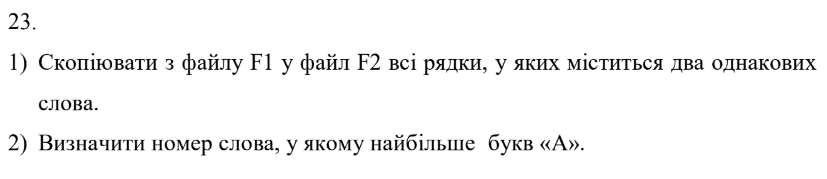 23.
1) Скопіювати з файлу F1 у файл F2 всі рядки, у яких міститься два однакових
слова.
2) Визначити номер слова, у якому найбільше букв «А».